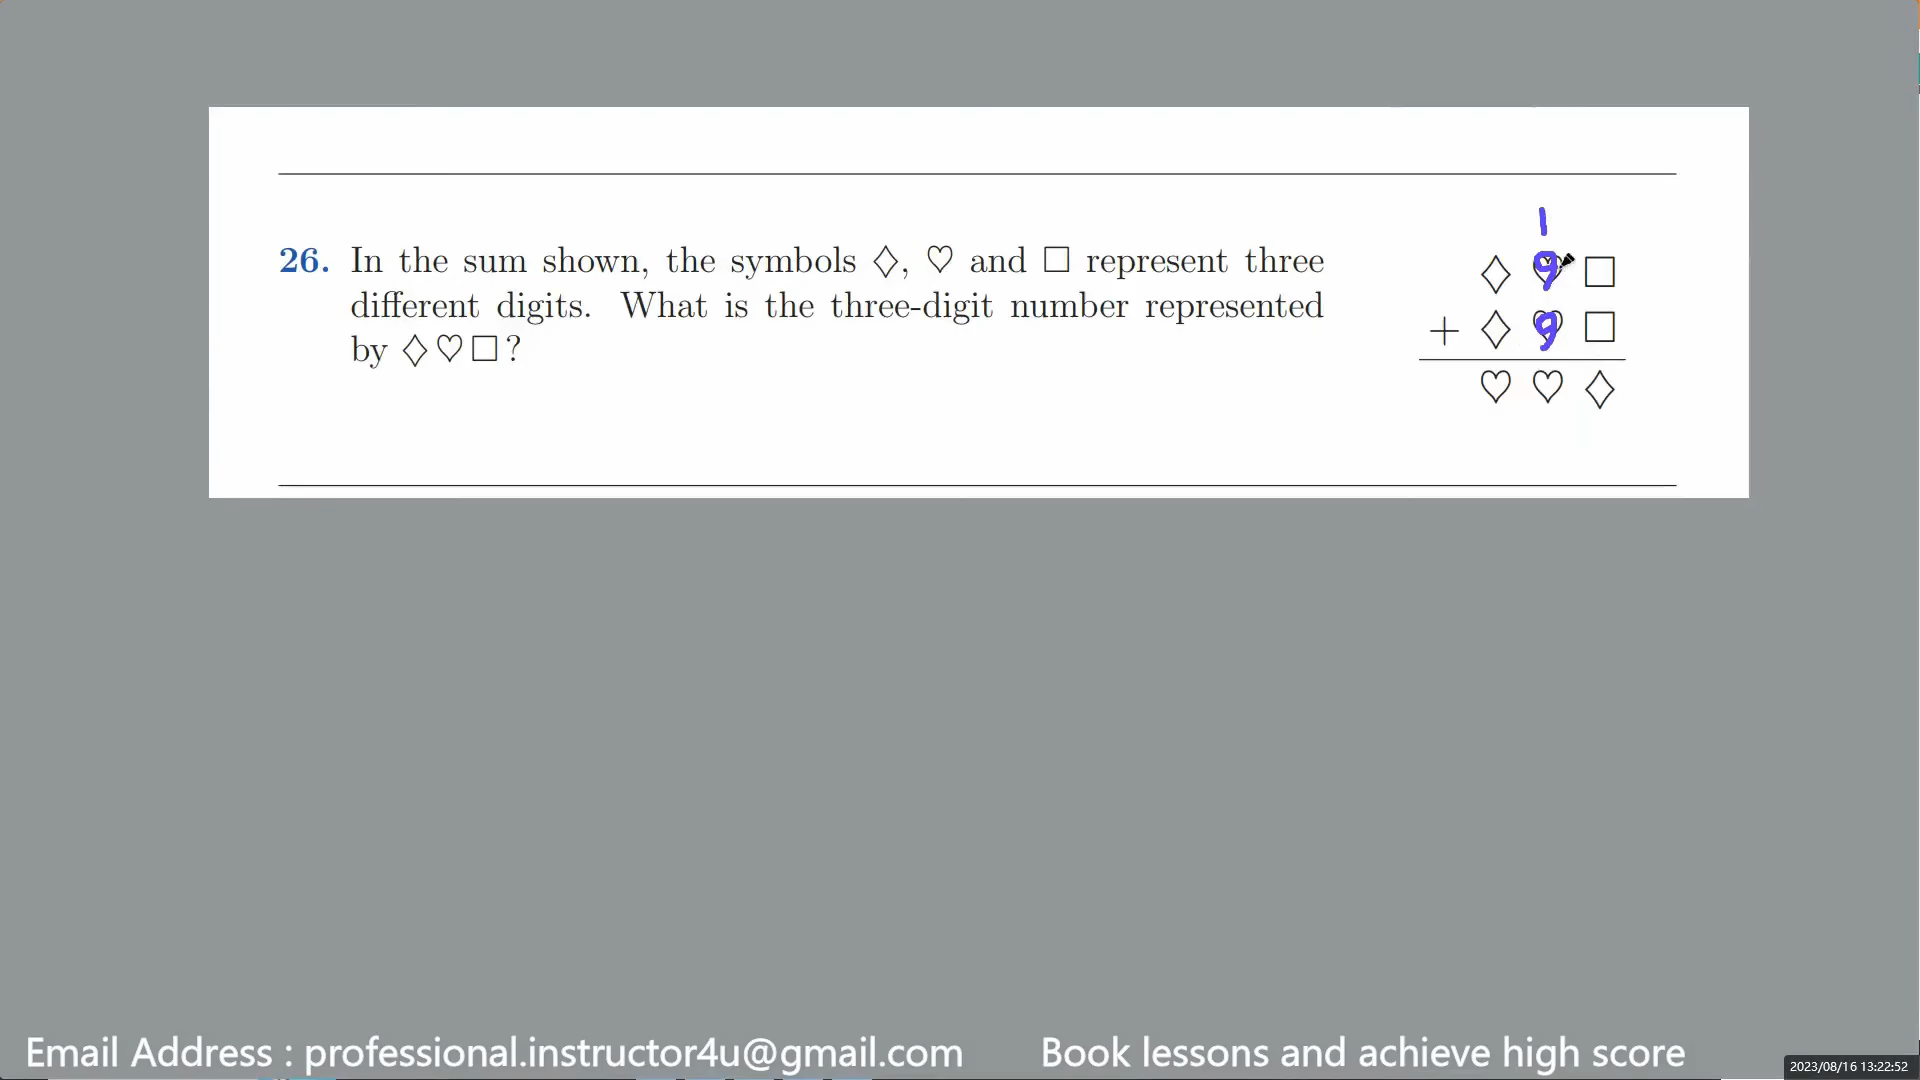 26. In the sum shown, the symbols ♢, ♡ and □ represent three
different digits. What is the three-digit number represented
by ♢♡□?
1
♢ 9 □
+ ♢ 9 □
♡ ♡ ♢
Email Address : professional.instructor4u@gmail.com Book lessons and achieve high score
2023/08/16 13:22:52